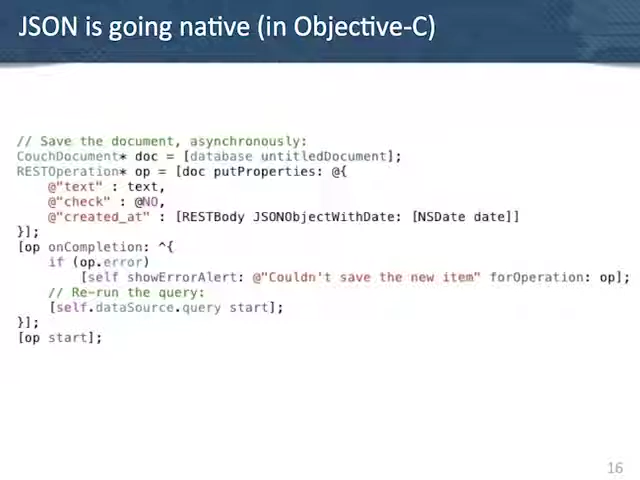 JSON is going native (in Objective-C)
// Save the document, asynchronously:
CouchDocument* doc = [database untitledDocument];
RESTOperation* op = [doc putProperties: @{
    @"text" : text,
    @"check" : @NO,
    @"created_at" : [RESTBody JSONObjectWithDate: [NSDate date]]
}];
[op onCompletion: ^{
    if (op.error)
        [self showErrorAlert: @"Couldn't save the new item" forOperation: op];
    // Re-run the query:
    [self.dataSource.query start];
}];
[op start];
16